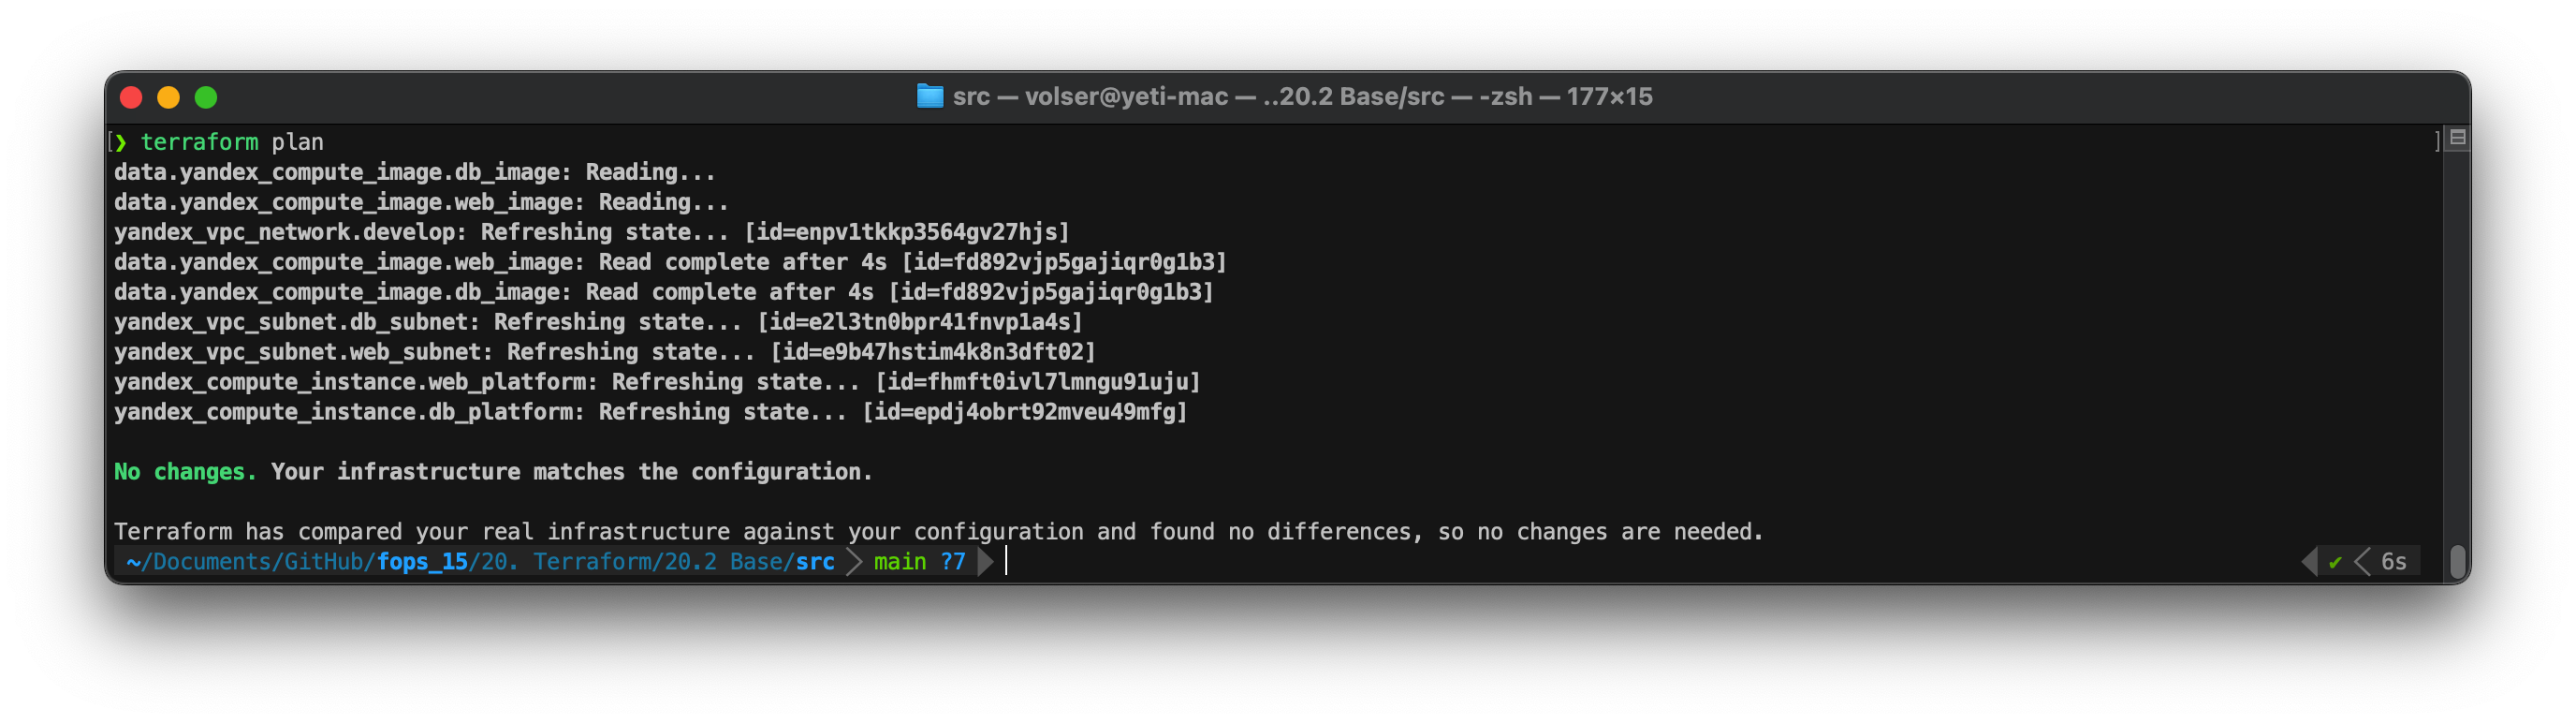 src — volser@yeti-mac — ..20.2 Base/src — -zsh — 177×15
[❯ terraform plan ]
data.yandex_compute_image.db_image: Reading...
data.yandex_compute_image.web_image: Reading...
yandex_vpc_network.develop: Refreshing state... [id=enpv1tkkp3564gv27hjs]
data.yandex_compute_image.web_image: Read complete after 4s [id=fd892vjp5gajiqr0g1b3]
data.yandex_compute_image.db_image: Read complete after 4s [id=fd892vjp5gajiqr0g1b3]
yandex_vpc_subnet.db_subnet: Refreshing state... [id=e2l3tn0bpr41fnvp1a4s]
yandex_vpc_subnet.web_subnet: Refreshing state... [id=e9b47hstim4k8n3dft02]
yandex_compute_instance.web_platform: Refreshing state... [id=fhmft0ivl7lmngu91uju]
yandex_compute_instance.db_platform: Refreshing state... [id=epdj4obrt92mveu49mfg]
No changes. Your infrastructure matches the configuration.
Terraform has compared your real infrastructure against your configuration and found no differences, so no changes are needed.
~/Documents/GitHub/fops_15/20. Terraform/20.2 Base/src main ?7 ✔ 6s